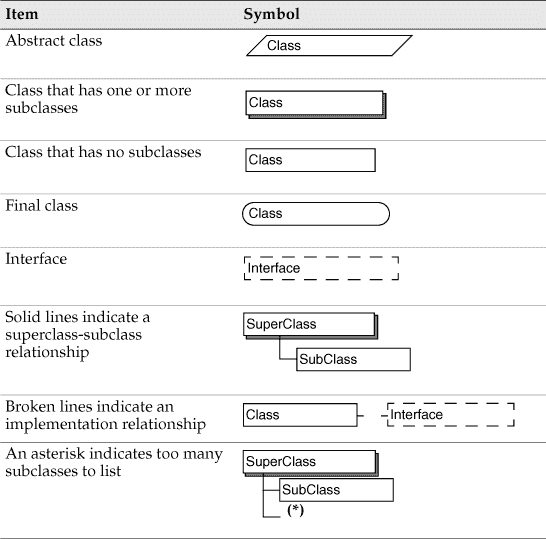 Item Symbol
Abstract class
Class
Class that has one or more
subclasses
Class
Class that has no subclasses
Class
Final class
Class
Interface
Interface
Solid lines indicate a
superclass-subclass
relationship
SuperClass
SubClass
Broken lines indicate an
implementation relationship
Class Interface
An asterisk indicates too many
subclasses to list
SuperClass
SubClass
(*)